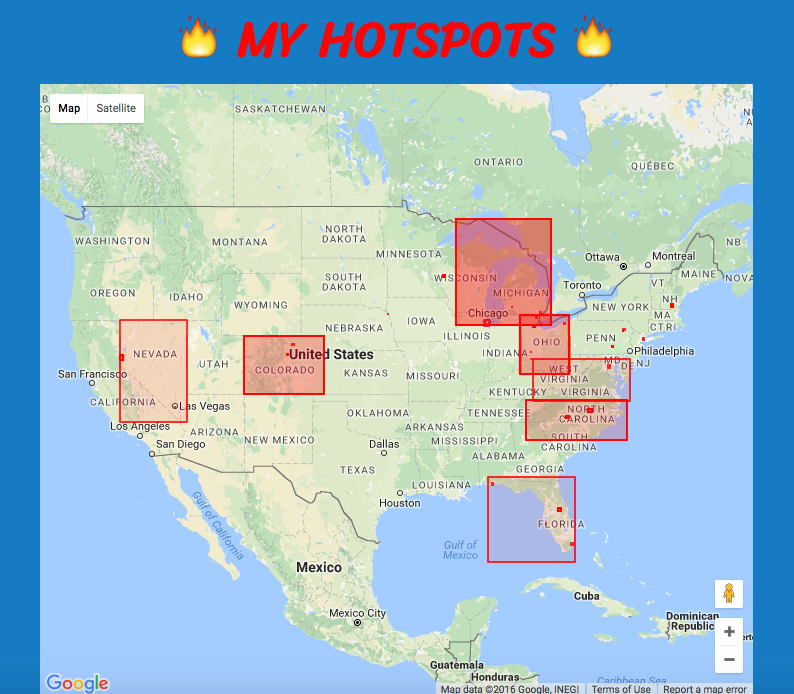 MY HOTSPOTS
Map Satellite
SASKATCHEWAN
ONTARIO
QUÉBEC
NB
NOVA
WASHINGTON
MONTANA
NORTH
DAKOTA
MINNESOTA
Ottawa
Montreal
MAINE
OREGON
IDAHO
SOUTH
DAKOTA
WISCONSIN
MICHIGAN
Toronto
VT
NH
WYOMING
NEW YORK
MA
CT RI
Chicago
IOWA
NEBRASKA
ILLINOIS
OHIO
PENN
NEVADA
United States
INDIANA
Philadelphia
UTAH
COLORADO
KANSAS
MISSOURI
WEST
VIRGINIA
MD
DE NJ
San Francisco
KENTUCKY
VIRGINIA
CALIFORNIA
Las Vegas
OKLAHOMA
TENNESSEE
NORTH
CAROLINA
Los Angeles
ARIZONA
NEW MEXICO
ARKANSAS
San Diego
Dallas
MISSISSIPPI
SOUTH
CAROLINA
ALABAMA
TEXAS
GEORGIA
LOUISIANA
Houston
Gulf of
California
FLORIDA
Gulf of
Mexico
Mexico
Cuba
Mexico City
Dominican
Republic
Guatemala
Honduras
Caribbean Sea
Google
Map data ©2016 Google, INEGI Terms of Use Report a map error